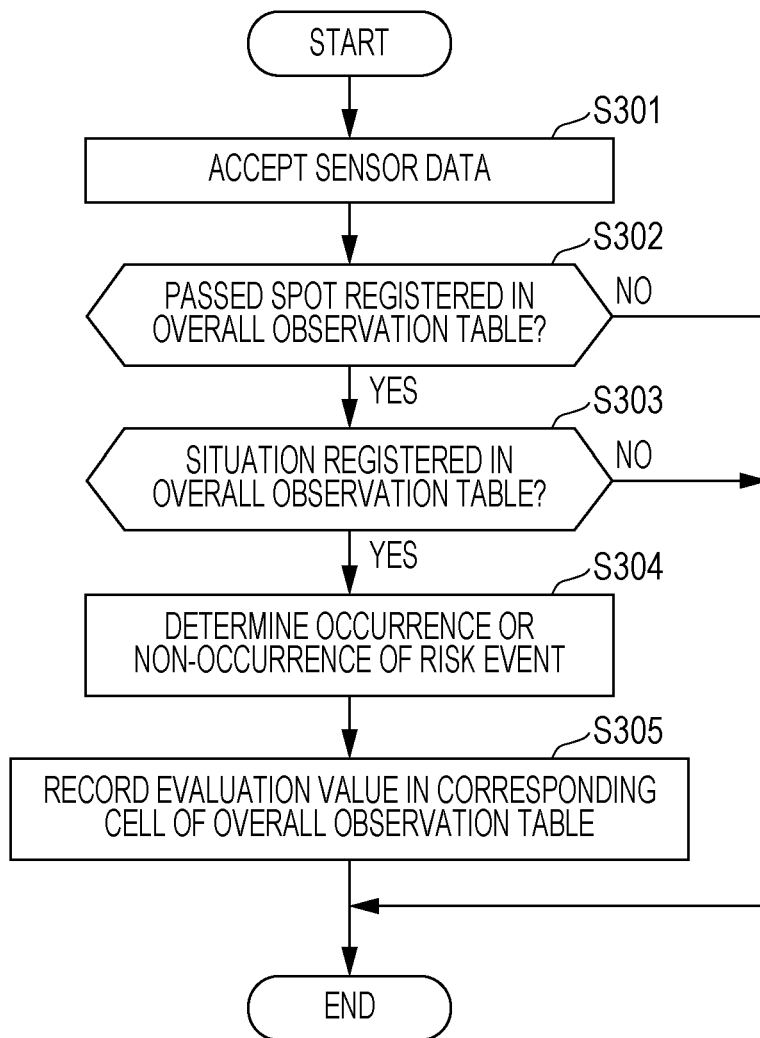 START
S301
ACCEPT SENSOR DATA
S302
PASSED SPOT REGISTERED IN
OVERALL OBSERVATION TABLE?
NO
YES
S303
SITUATION REGISTERED IN
OVERALL OBSERVATION TABLE?
NO
YES
S304
DETERMINE OCCURRENCE OR
NON-OCCURRENCE OF RISK EVENT
S305
RECORD EVALUATION VALUE IN CORRESPONDING
CELL OF OVERALL OBSERVATION TABLE
END